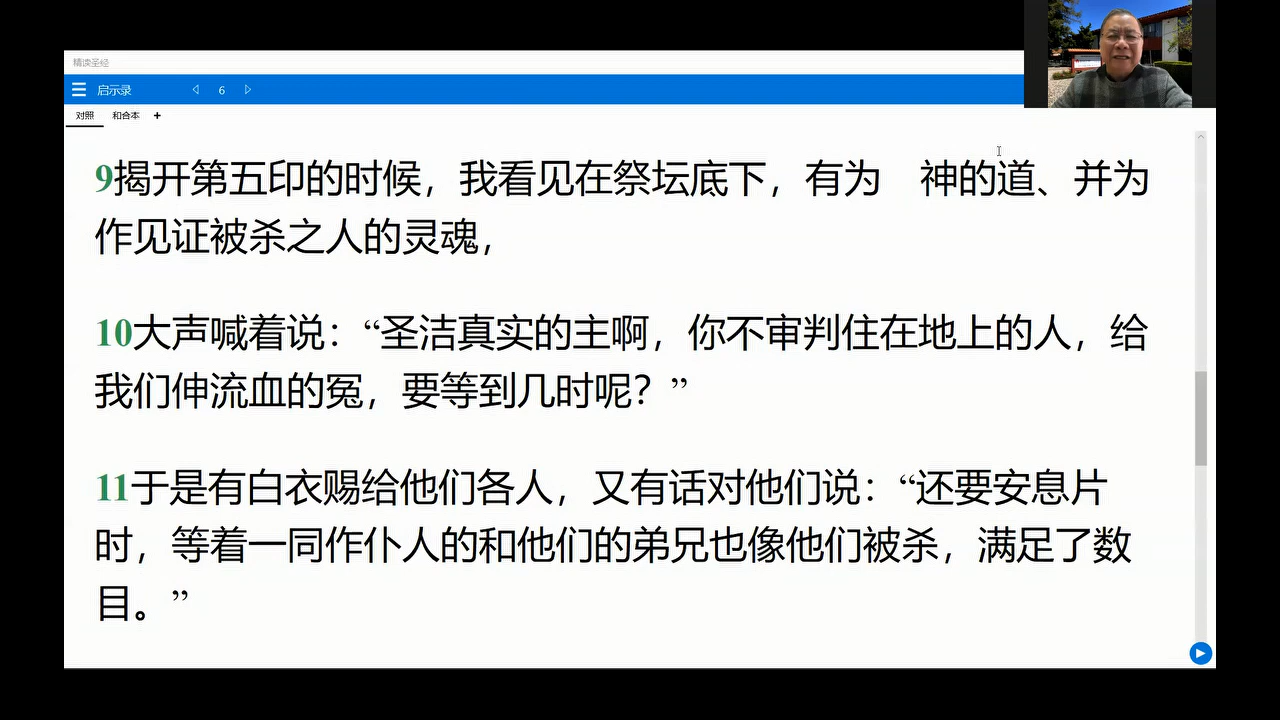 精读圣经
启示录 6
对照 和合本 +
9揭开第五印的时候，我看见在祭坛底下，有为　神的道、并为
作见证被杀之人的灵魂，
10大声喊着说：“圣洁真实的主啊，你不审判住在地上的人，给
我们伸流血的冤，要等到几时呢？”
11于是有白衣赐给他们各人，又有话对他们说：“还要安息片
时，等着一同作仆人的和他们的弟兄也像他们被杀，满足了数
目。”